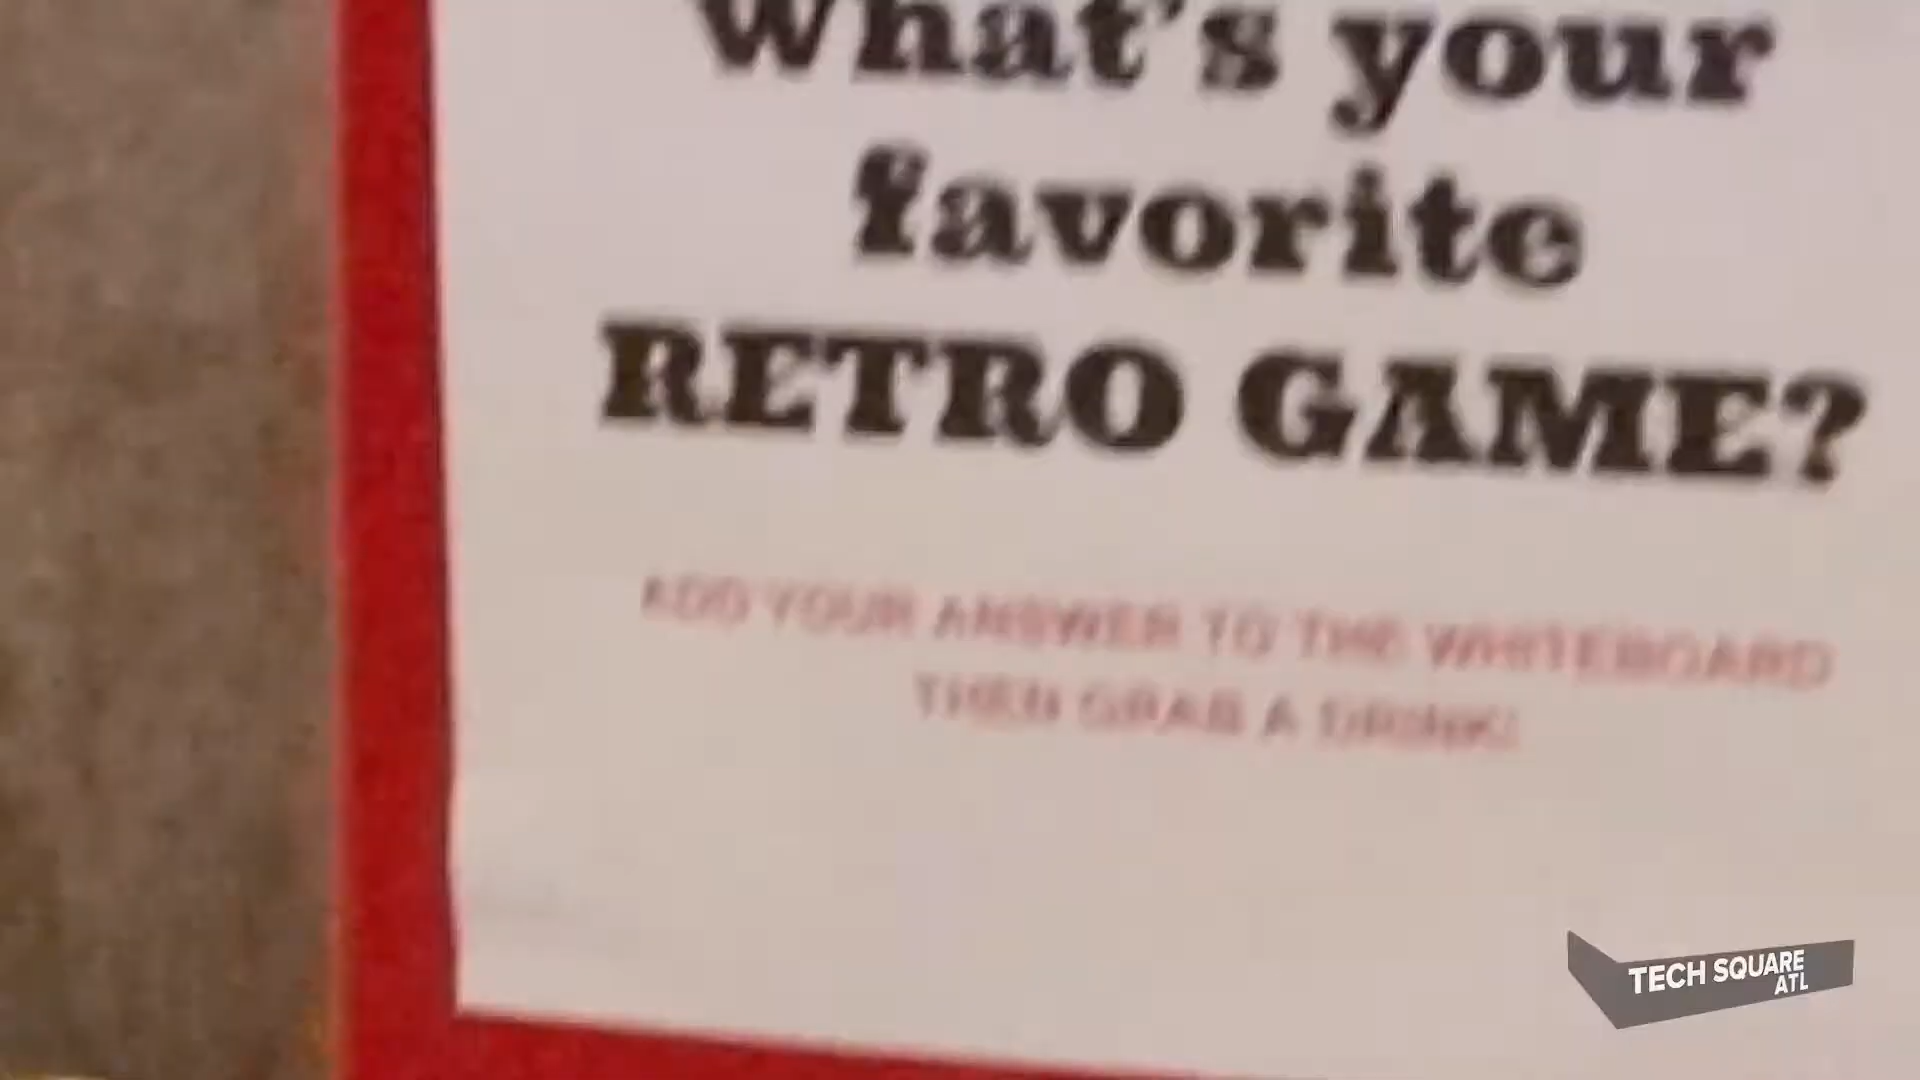 What's your
favorite
RETRO GAME?
ADD YOUR ANSWER TO THE WHITEBOARD
THEN GRAB A DRINK!
TECH SQUARE
ATL